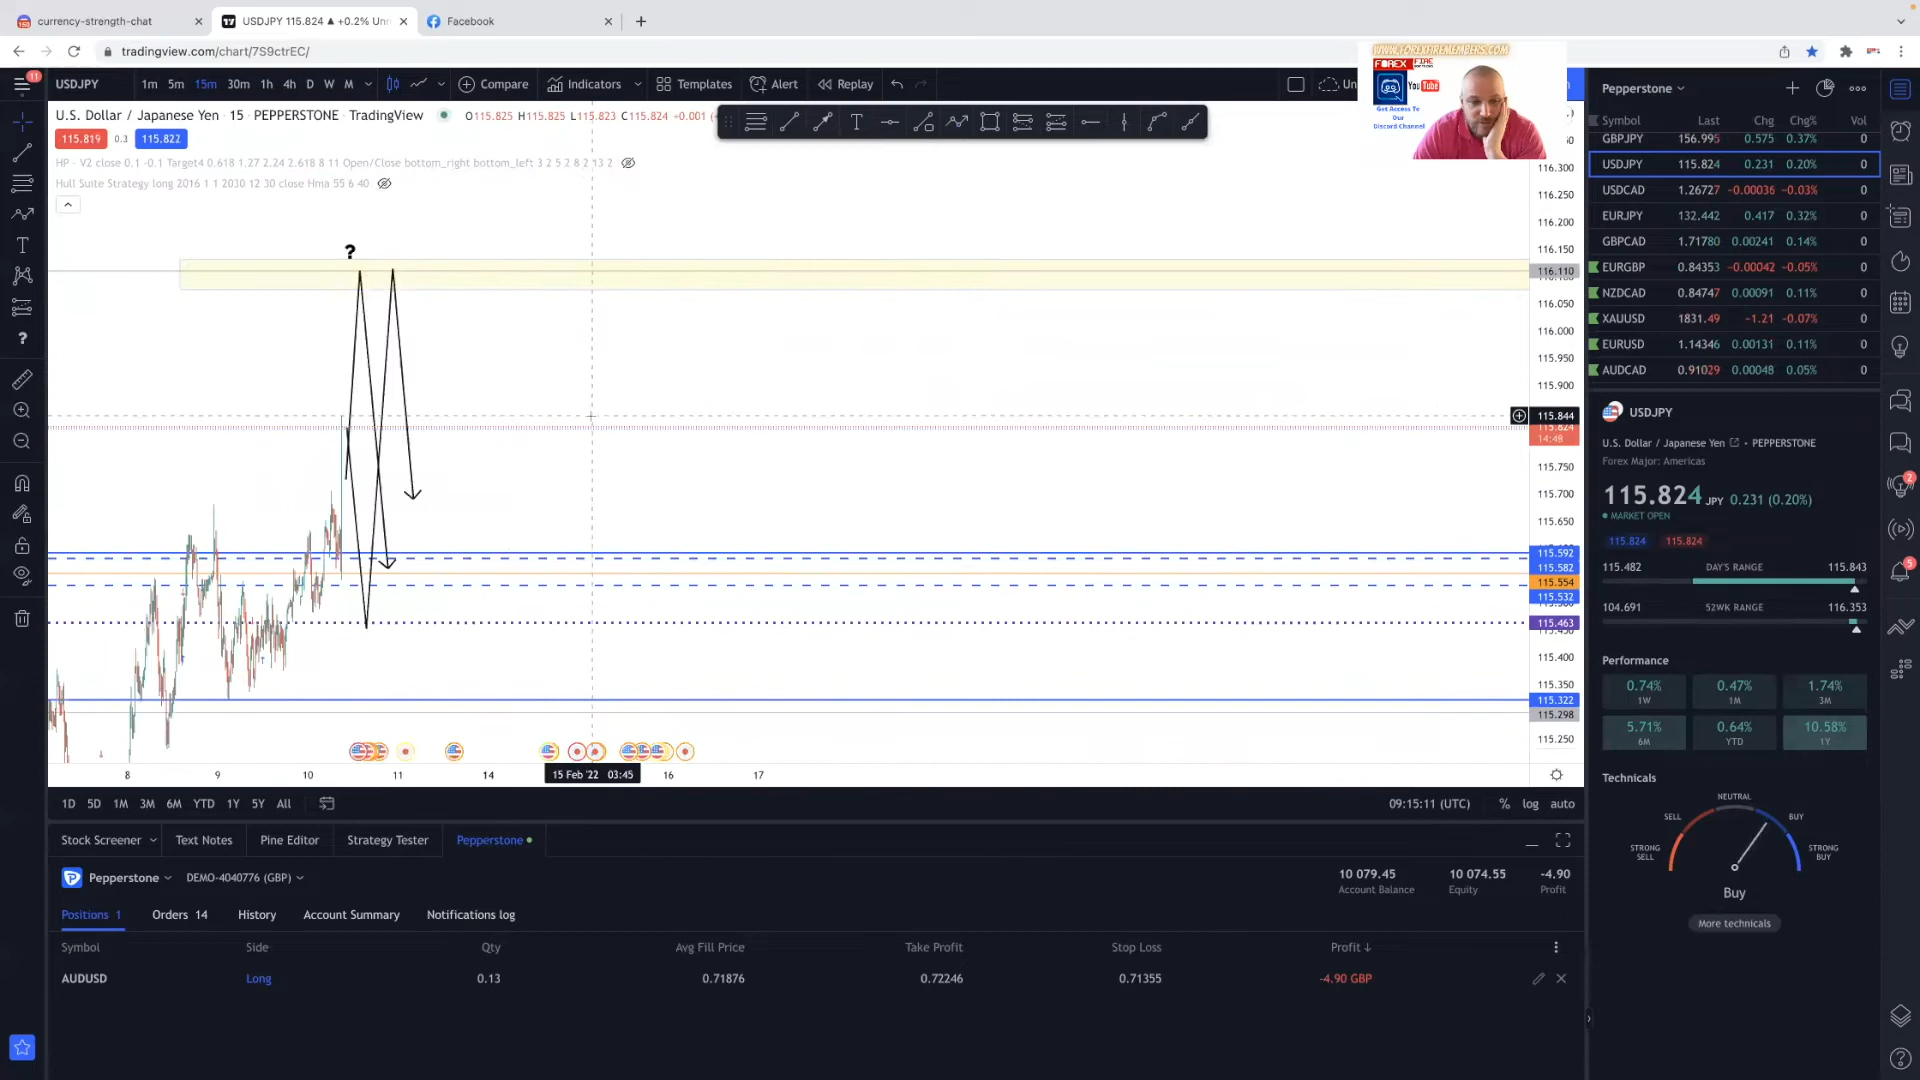 currency-strength-chat
USDJPY 115.824 ▲ +0.2% Unn
Facebook
tradingview.com/chart/7S9ctrEC/
WWW.FOREXFIREMEMBERS.COM
FOREX FIRE
YouTube
Get Access To
Our
Discord Channel
11
USDJPY
1m 5m 15m 30m 1h 4h D W M
Compare
Indicators
Templates
Alert
Replay
Un
U.S. Dollar / Japanese Yen · 15 · PEPPERSTONE · TradingView
O115.825 H115.825 L115.823 C115.824 -0.001
115.819 0.3 115.822
HP - V2 close 0.1 -0.1 Target4 0.618 1.27 2.24 2.618 8 11 Open/Close bottom_right bottom_left 3 2 5 2 8 2 13 2
Hull Suite Strategy long 2016 1 1 2030 12 30 close Hma 55 6 40
?
116.300
116.250
116.200
116.150
116.110
116.050
116.000
115.950
115.900
115.844
115.824
14:48
115.750
115.700
115.650
115.592
115.582
115.554
115.532
115.463
115.400
115.350
115.322
115.298
115.250
8 9 10 11 14 15 Feb '22 03:45 16 17
1D 5D 1M 3M 6M YTD 1Y 5Y All
09:15:11 (UTC) % log auto
Stock Screener Text Notes Pine Editor Strategy Tester Pepperstone
Pepperstone DEMO-4040776 (GBP)
10 079.45 10 074.55 -4.90
Account Balance Equity Profit
Positions 1 Orders 14 History Account Summary Notifications log
Symbol Side Qty Avg Fill Price Take Profit Stop Loss Profit ↓
AUDUSD Long 0.13 0.71876 0.72246 0.71355 -4.90 GBP
Pepperstone
Symbol Last Chg Chg% Vol
GBPJPY 156.995 0.575 0.37% 0
USDJPY 115.824 0.231 0.20% 0
USDCAD 1.26727 -0.00036 -0.03% 0
EURJPY 132.442 0.417 0.32% 0
GBPCAD 1.71780 0.00241 0.14% 0
EURGBP 0.84353 -0.00042 -0.05% 0
NZDCAD 0.84747 0.00091 0.11% 0
XAUUSD 1831.49 -1.21 -0.07% 0
EURUSD 1.14346 0.00131 0.11% 0
AUDCAD 0.91029 0.00048 0.05% 0
USDJPY
U.S. Dollar / Japanese Yen • PEPPERSTONE
Forex Major: Americas
115.824 JPY 0.231 (0.20%)
MARKET OPEN
115.824 115.824
115.482 DAY'S RANGE 115.843
104.691 52WK RANGE 116.353
Performance
0.74% 0.47% 1.74%
1W 1M 3M
5.71% 0.64% 10.58%
6M YTD 1Y
Technicals
NEUTRAL
SELL BUY
STRONG SELL STRONG BUY
Buy
More technicals
2
5